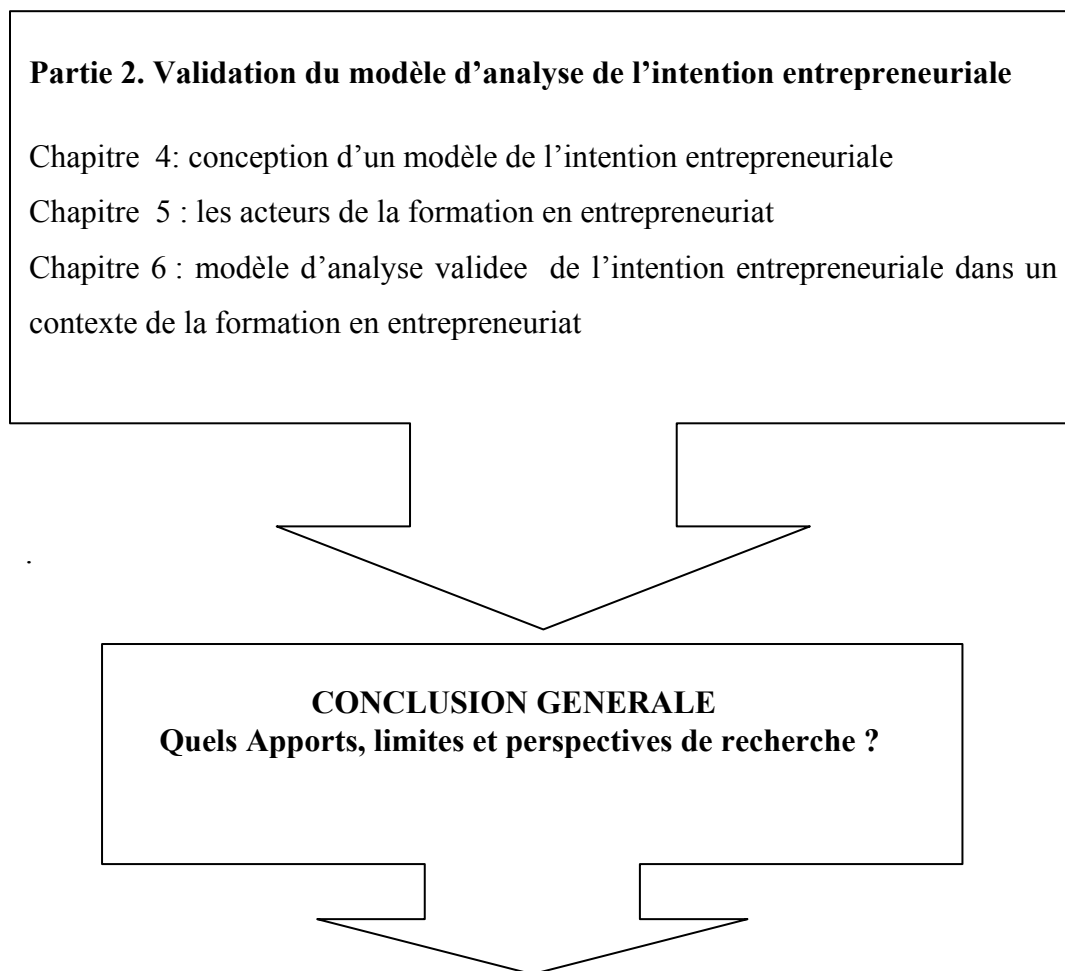 Partie 2. Validation du modèle d’analyse de l’intention entrepreneuriale
Chapitre  4: conception d’un modèle de l’intention entrepreneuriale
Chapitre  5 : les acteurs de la formation en entrepreneuriat
Chapitre 6 : modèle d’analyse validee  de l’intention entrepreneuriale dans un
contexte de la formation en entrepreneuriat
.
CONCLUSION GENERALE
Quels Apports, limites et perspectives de recherche ?